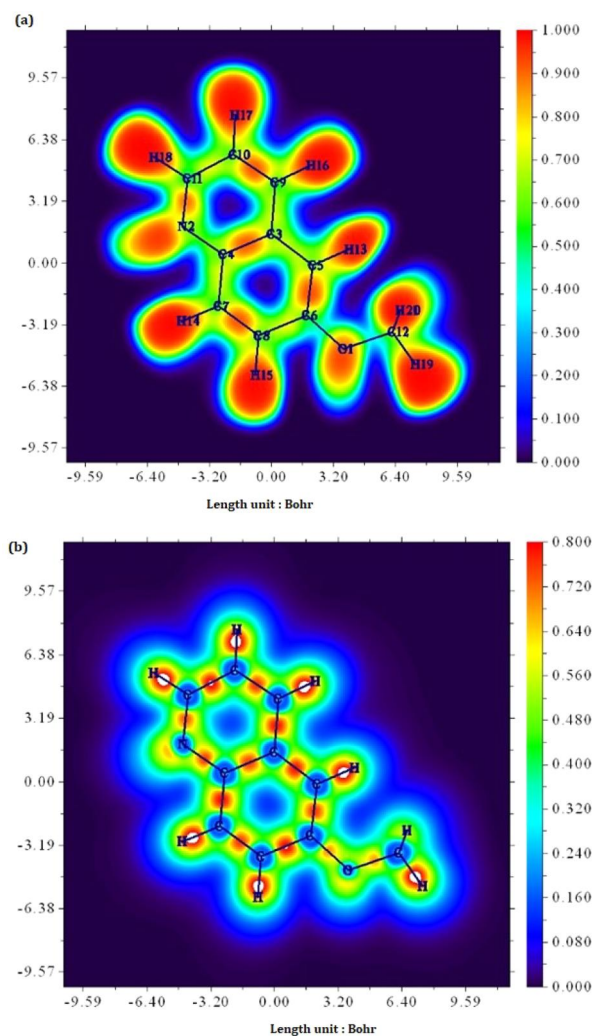 (a)
1.000
9.57
0.900
H17
6.38
0.800
H18
C10
H16
C11
C9
0.700
3.19
N2
C3
0.600
C4
H13
0.00
C5
0.500
C7
H20
-3.19
H14
C6
C12
0.400
C8
O1
H19
0.300
-6.38
H15
0.200
-9.57
0.100
0.000
-9.59 -6.40 -3.20 0.00 3.20 6.40 9.59
Length unit : Bohr
(b)
0.800
9.57
0.720
H
6.38
0.640
H
C
H
C
C
0.560
3.19
N
C
0.480
C
H
0.00
C
0.400
C
H
-3.19
H
C
C
0.320
C
O
H
0.240
-6.38
H
0.160
-9.57
0.080
0.000
-9.59 -6.40 -3.20 0.00 3.20 6.40 9.59
Length unit : Bohr